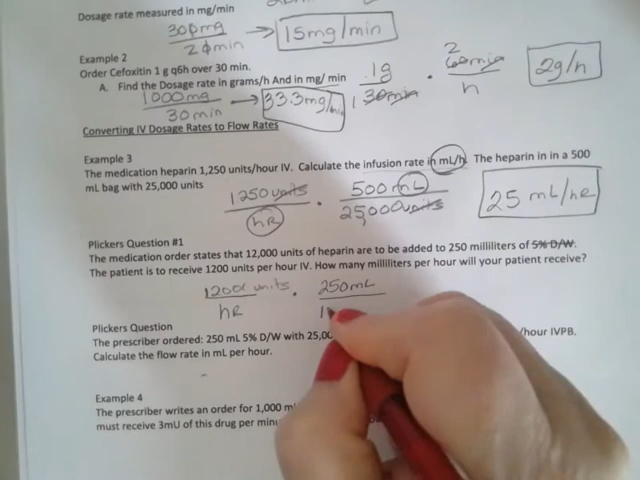 Dosage rate measured in mg/min
300mg
20min
15mg/min
Example 2
Order Cefoxitin 1 g q6h over 30 min.
A. Find the Dosage rate in grams/h And in mg/ min
1000mg
30 min
33.3mg/min
1g
30min
2
60min
h
2g/h
Converting IV Dosage Rates to Flow Rates
Example 3
The medication heparin 1,250 units/hour IV. Calculate the infusion rate in mL/h. The heparin in in a 500
mL bag with 25,000 units
1250 units
hR
500 mL
25,000units
25 mL/hR
Plickers Question #1
The medication order states that 12,000 units of heparin are to be added to 250 milliliters of 5% D/W.
The patient is to receive 1200 units per hour IV. How many milliliters per hour will your patient receive?
1200 units
hR
250mL
Plickers Question
The prescriber ordered: 250 mL 5% D/W with 25,00 /hour IVPB.
Calculate the flow rate in mL per hour.
Example 4
The prescriber writes an order for 1,000
must receive 3mU of this drug per